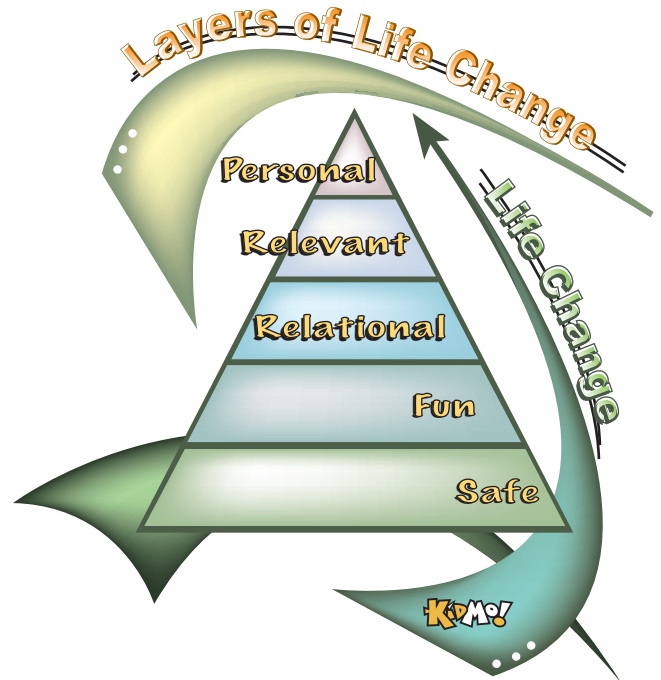 Layers of Life Change
Personal
Relevant
Relational
Fun
Safe
Life Change
KiDMO!